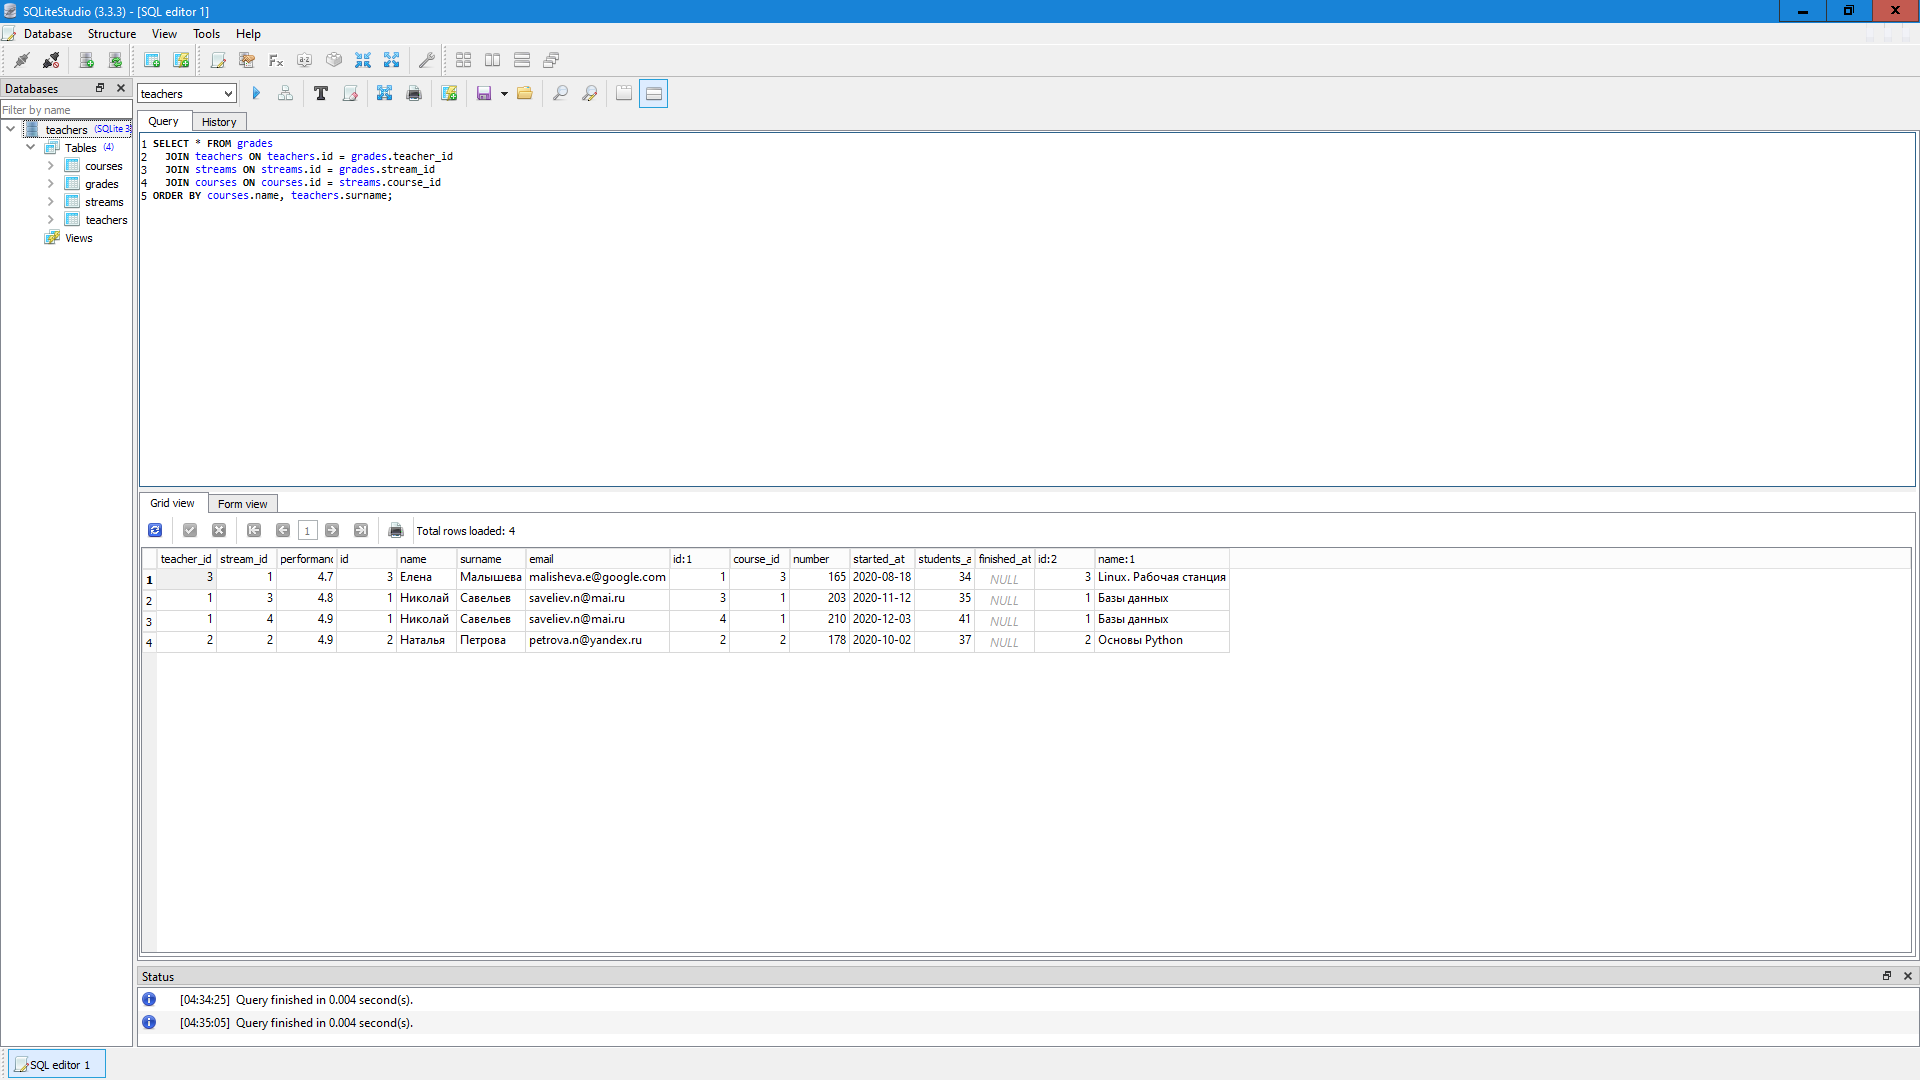 SQLiteStudio (3.3.3) - [SQL editor 1]
Database Structure View Tools Help
Databases
teachers
Filter by name
teachers (SQLite 3
Tables (4)
courses
grades
streams
teachers
Views
Query History
1 SELECT * FROM grades
2 JOIN teachers ON teachers.id = grades.teacher_id
3 JOIN streams ON streams.id = grades.stream_id
4 JOIN courses ON courses.id = streams.course_id
5 ORDER BY courses.name, teachers.surname;
Grid view Form view
1 Total rows loaded: 4
teacher_id stream_id performanc id name surname email id:1 course_id number started_at students_a finished_at id:2 name:1
1 3 1 4.7 3 Елена Малышева malisheva.e@google.com 1 3 165 2020-08-18 34 NULL 3 Linux. Рабочая станция
2 1 3 4.8 1 Николай Савельев saveliev.n@mai.ru 3 1 203 2020-11-12 35 NULL 1 Базы данных
3 1 4 4.9 1 Николай Савельев saveliev.n@mai.ru 4 1 210 2020-12-03 41 NULL 1 Базы данных
4 2 2 4.9 2 Наталья Петрова petrova.n@yandex.ru 2 2 178 2020-10-02 37 NULL 2 Основы Python
Status
[04:34:25] Query finished in 0.004 second(s).
[04:35:05] Query finished in 0.004 second(s).
SQL editor 1